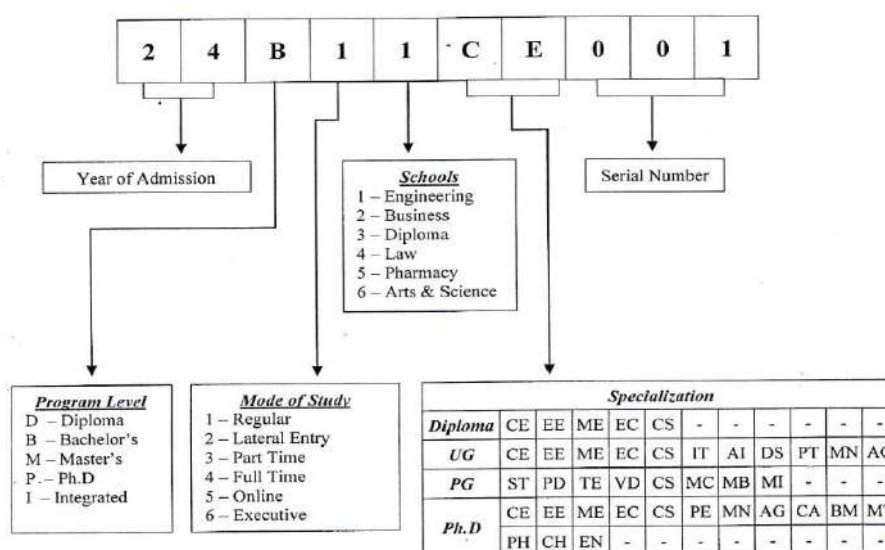 2 4 B 1 1 C E 0 0 1
Year of Admission
Serial Number
Schools
1 – Engineering
2 – Business
3 – Diploma
4 – Law
5 – Pharmacy
6 – Arts & Science
Program Level
D – Diploma
B – Bachelor's
M – Master's
P – Ph.D
I – Integrated
Mode of Study
1 – Regular
2 – Lateral Entry
3 – Part Time
4 – Full Time
5 – Online
6 – Executive
Specialization
Diploma CE EE ME EC CS - - - - - -
UG CE EE ME EC CS IT AI DS PT MN AG
PG ST PD TE VD CS MC MB MI - - -
Ph.D CE EE ME EC CS PE MN AG CA BM
PH CH EN - - - - - - - -